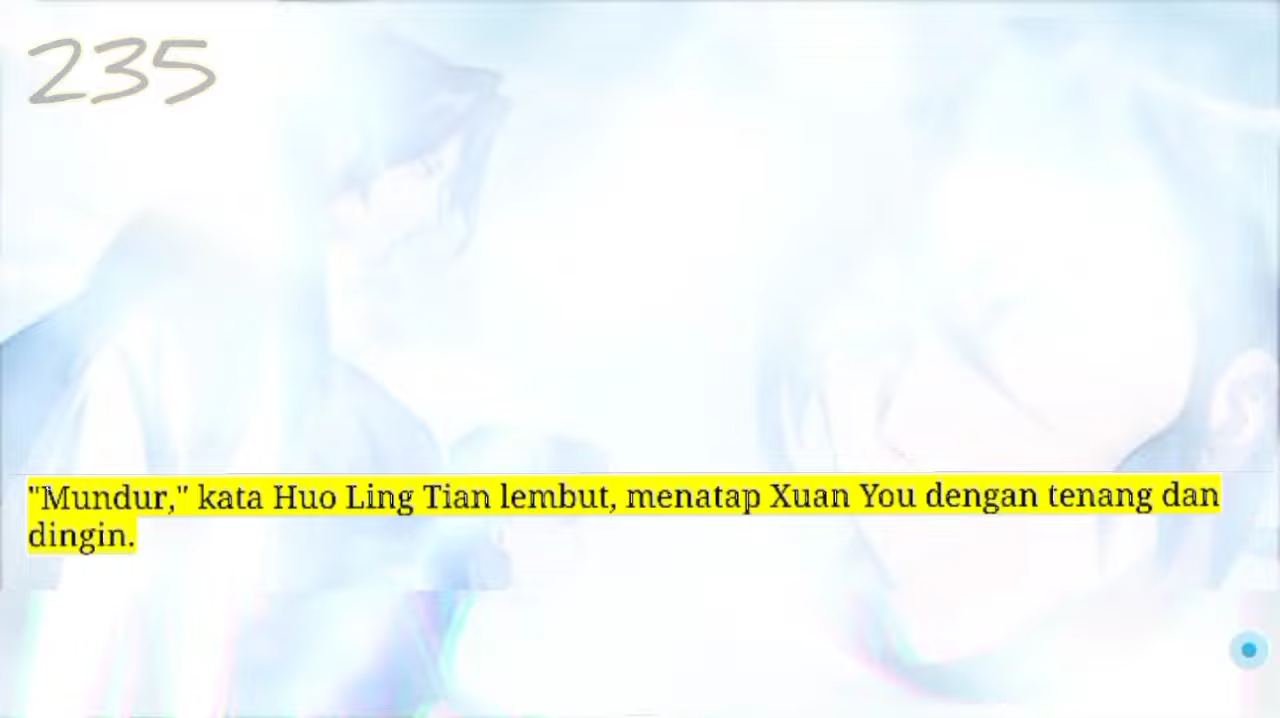 235
"Mundur," kata Huo Ling Tian lembut, menatap Xuan You dengan tenang dan
dingin.